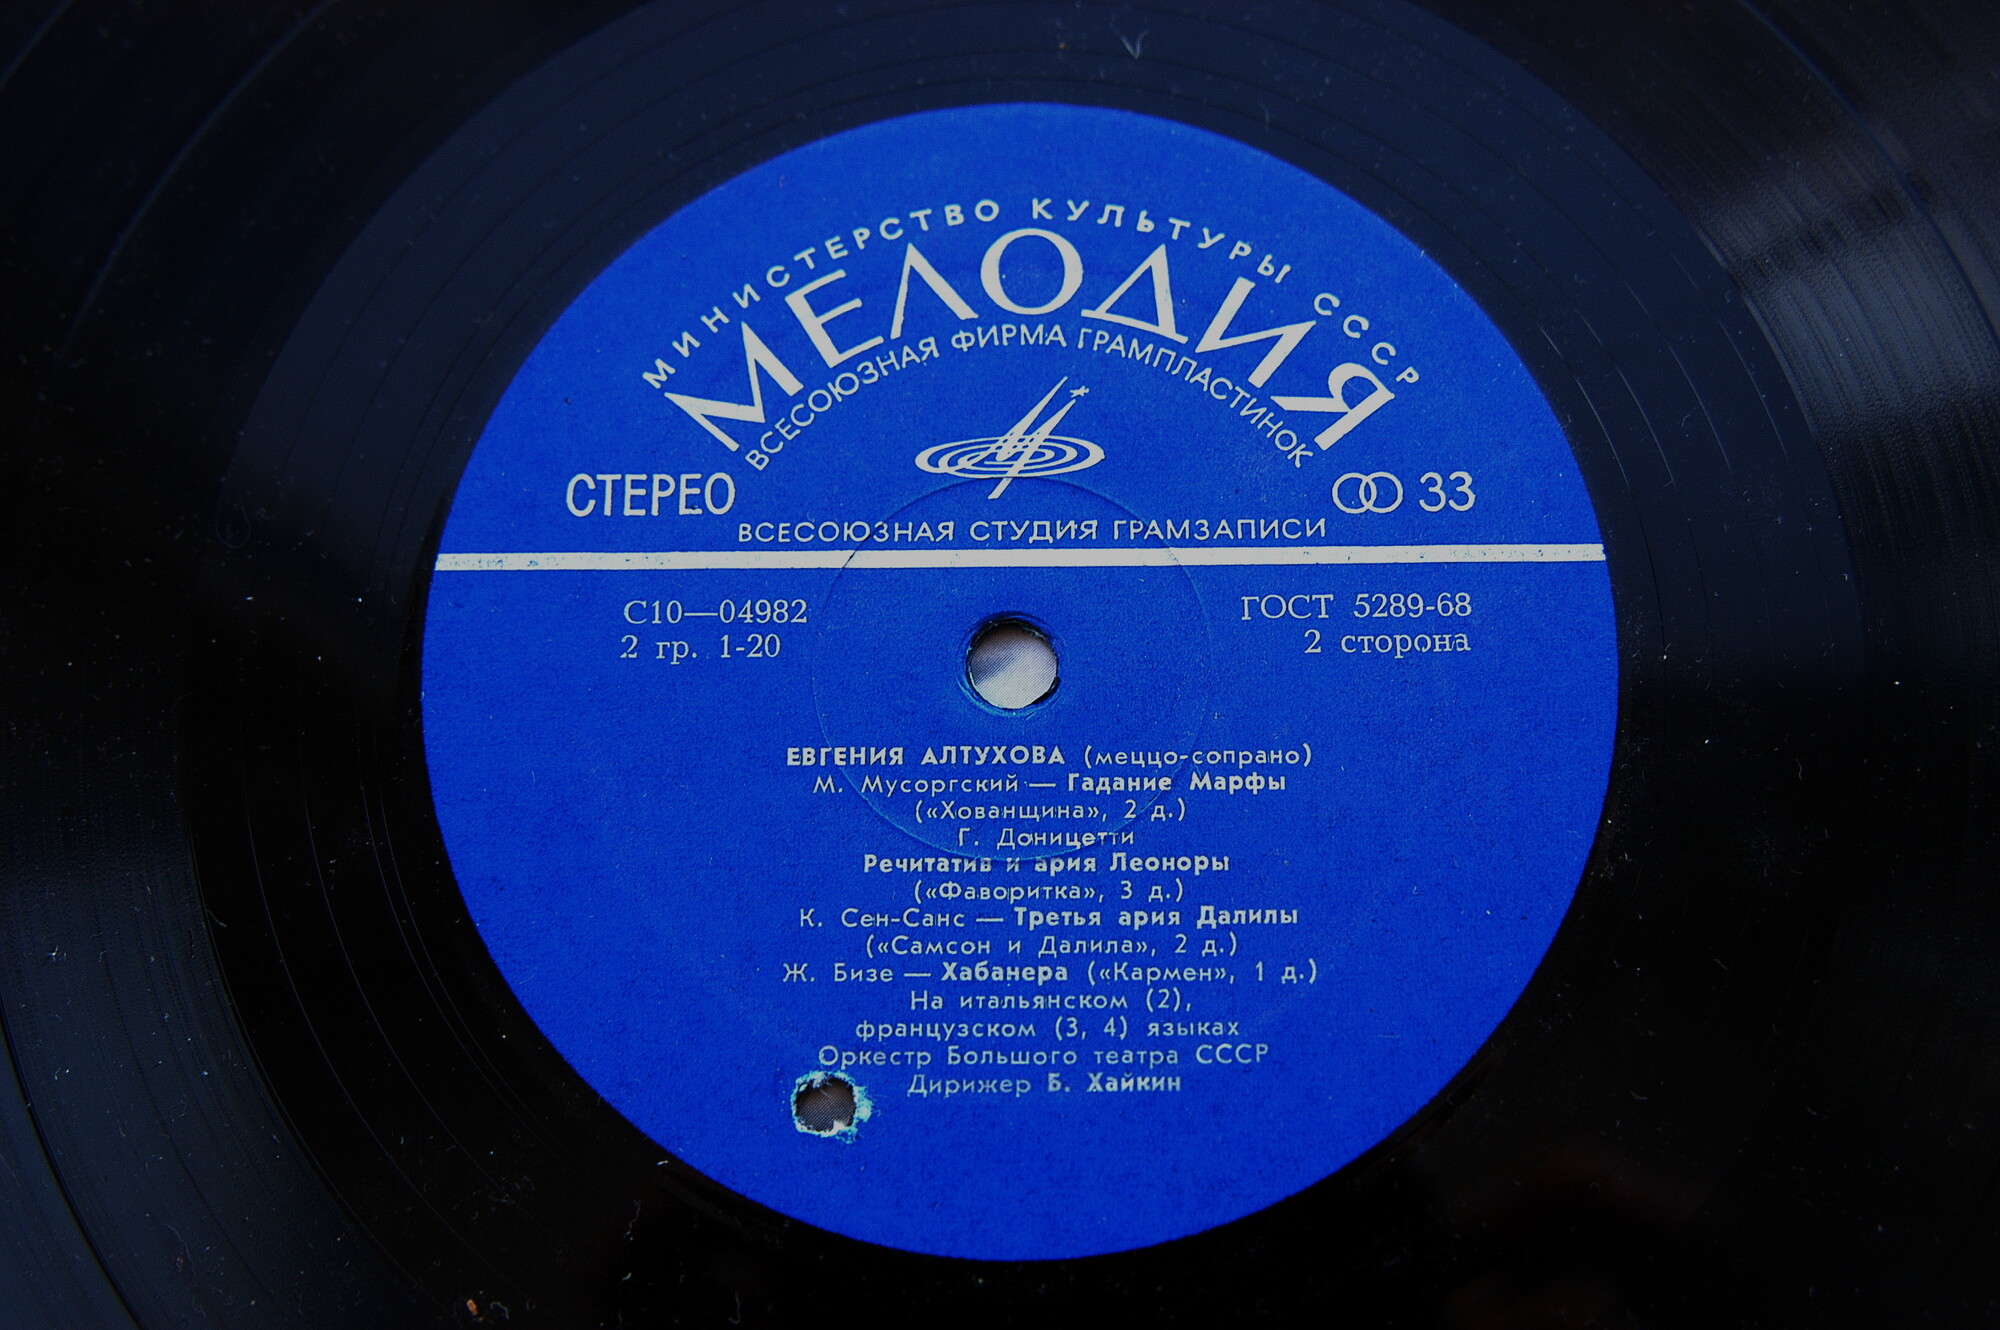 МИНИСТЕРСТВО КУЛЬТУРЫ СССР
МЕЛОДИЯ
ВСЕСОЮЗНАЯ ФИРМА ГРАМПЛАСТИНОК
СТЕРЕО
33
ВСЕСОЮЗНАЯ СТУДИЯ ГРАМЗАПИСИ
С10—04982
ГОСТ 5289-68
2 гр. 1-20
2 сторона
ЕВГЕНИЯ АЛТУХОВА (меццо-сопрано)
М. Мусоргский — Гадание Марфы
(«Хованщина», 2 д.)
Г. Доницетти
Речитатив и ария Леоноры
(«Фаворитка», 3 д.)
К. Сен-Санс — Третья ария Далилы
(«Самсон и Далила», 2 д.)
Ж. Бизе — Хабанера («Кармен», 1 д.)
На итальянском (2),
французском (3, 4) языках
Оркестр Большого театра СССР
Дирижер Б. Хайкин